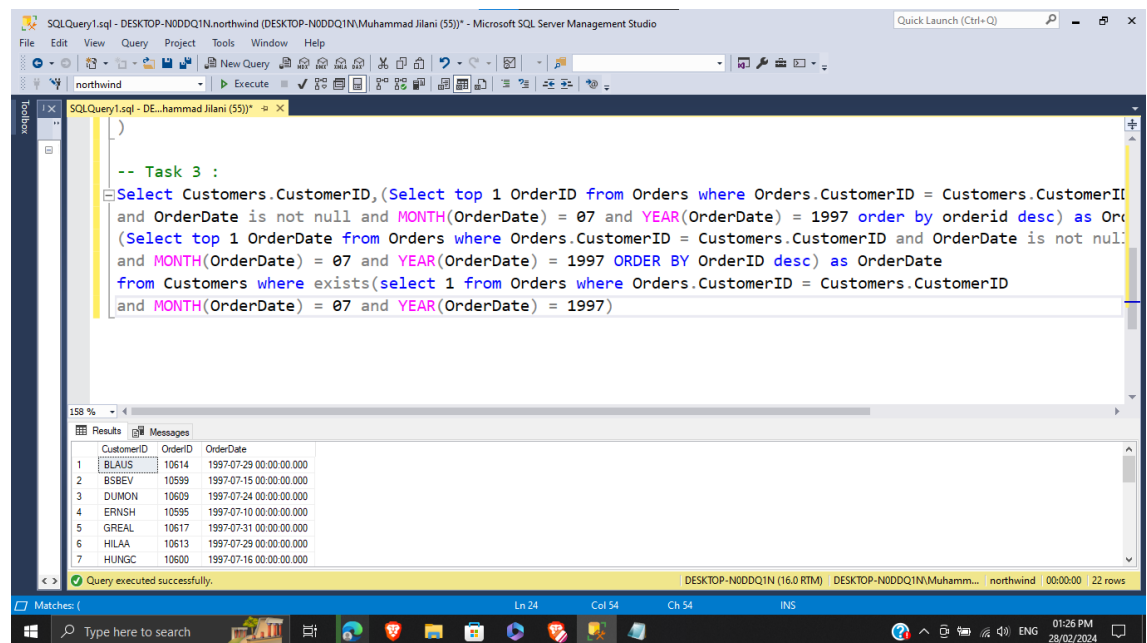 SQLQuery1.sql - DESKTOP-N0DDQ1N.northwind (DESKTOP-N0DDQ1N\Muhammad Jilani (55))* - Microsoft SQL Server Management Studio
Quick Launch (Ctrl+Q)
File Edit View Query Project Tools Window Help
New Query
northwind Execute
Toolbox
SQLQuery1.sql - DE...hammad Jilani (55))*
)
-- Task 3 :
Select Customers.CustomerID,(Select top 1 OrderID from Orders where Orders.CustomerID = Customers.CustomerID
and OrderDate is not null and MONTH(OrderDate) = 07 and YEAR(OrderDate) = 1997 order by orderid desc) as Ord
(Select top 1 OrderDate from Orders where Orders.CustomerID = Customers.CustomerID and OrderDate is not null
and MONTH(OrderDate) = 07 and YEAR(OrderDate) = 1997 ORDER BY OrderID desc) as OrderDate
from Customers where exists(select 1 from Orders where Orders.CustomerID = Customers.CustomerID
and MONTH(OrderDate) = 07 and YEAR(OrderDate) = 1997)
158 %
Results Messages
CustomerID OrderID OrderDate
1 BLAUS 10614 1997-07-29 00:00:00.000
2 BSBEV 10599 1997-07-15 00:00:00.000
3 DUMON 10609 1997-07-24 00:00:00.000
4 ERNSH 10595 1997-07-10 00:00:00.000
5 GREAL 10617 1997-07-31 00:00:00.000
6 HILAA 10613 1997-07-29 00:00:00.000
7 HUNGC 10600 1997-07-16 00:00:00.000
Query executed successfully. DESKTOP-N0DDQ1N (16.0 RTM) DESKTOP-N0DDQ1N\Muhamm... northwind 00:00:00 22 rows
Matches: ( Ln 24 Col 54 Ch 54 INS
Type here to search
ENG
01:26 PM
28/02/2024